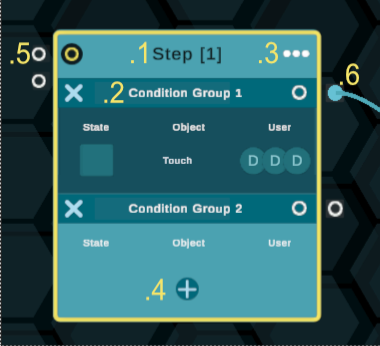 .5 .1 Step [1] .3
.2 Condition Group 1 .6
State Object User
Touch D D D
Condition Group 2
State Object User
.4